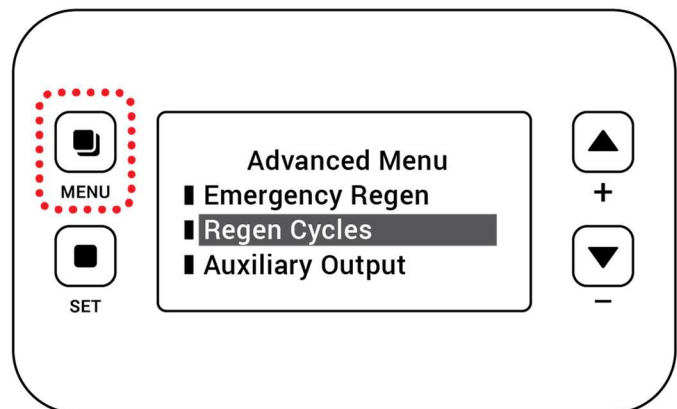 MENU
SET
Advanced Menu
Emergency Regen
Regen Cycles
Auxiliary Output
+
−